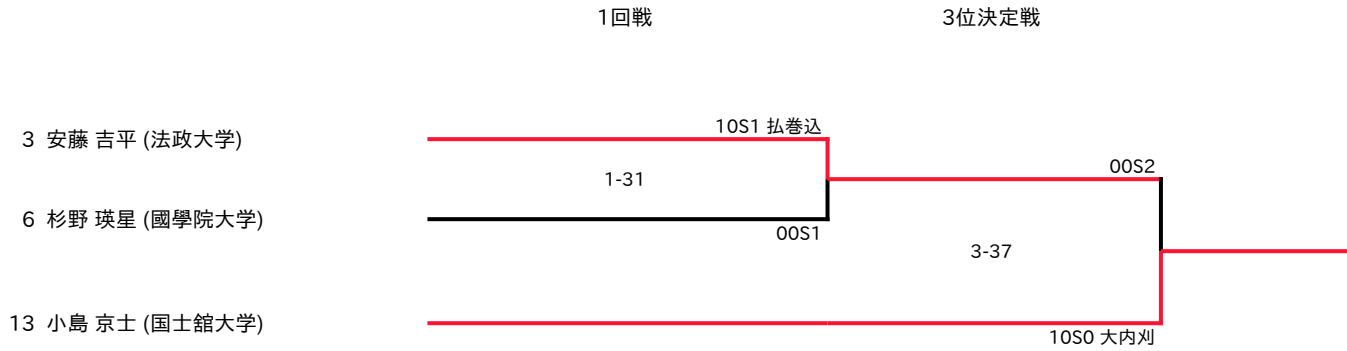 1回戦
3位決定戦
3 安藤 吉平 (法政大学)
10S1 払巻込
1-31
00S2
6 杉野 瑛星 (國學院大学)
00S1
3-37
13 小島 京士 (国士舘大学)
10S0 大内刈